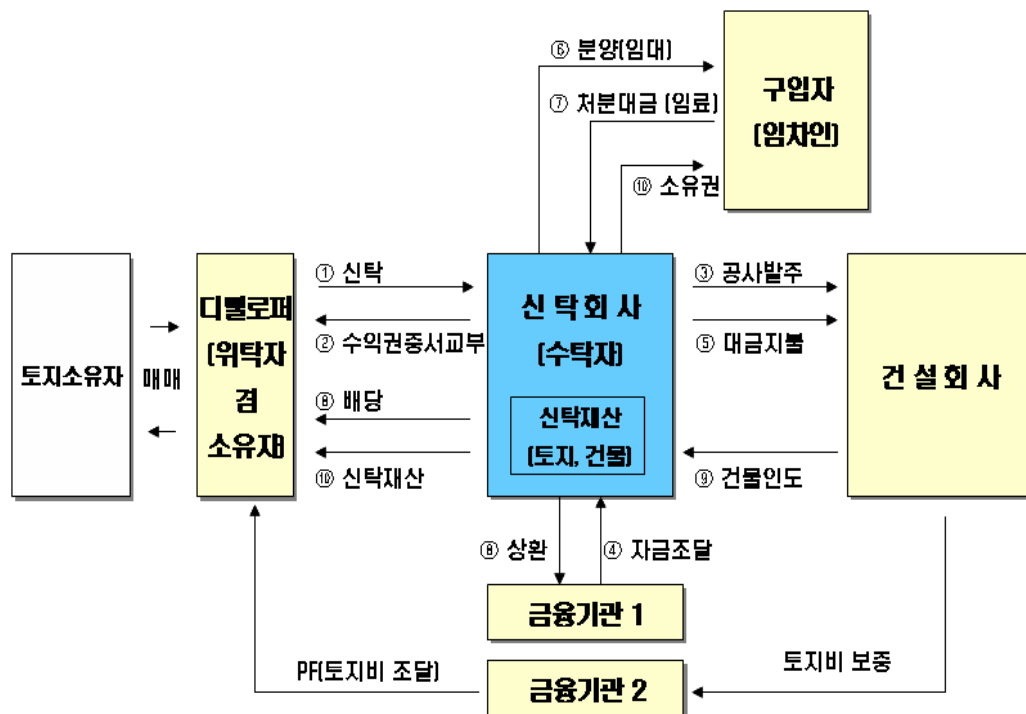 ⑥ 분양(임대)
⑦ 처분대금 (임료)
⑩ 소유권
구입자
(임차인)
토지소유자
매매
디벨로퍼
(위탁자
겸
소유자)
① 신탁
② 수익권증서교부
⑧ 배당
⑩ 신탁재산
신탁회사
(수탁자)
신탁재산
(토지, 건물)
③ 공사발주
⑤ 대금지불
⑨ 건물인도
건설회사
⑧ 상환
④ 자금조달
금융기관 1
PF(토지비 조달)
금융기관 2
토지비 보증